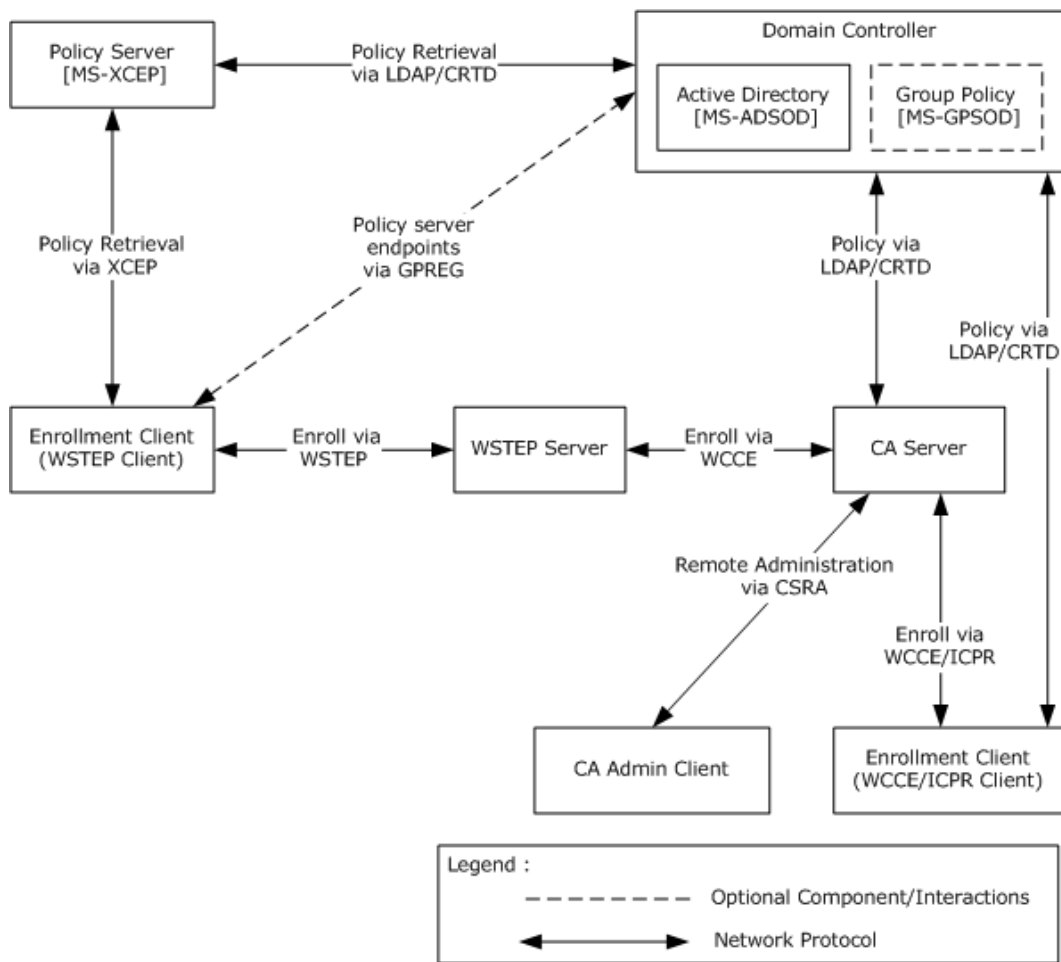 Policy Server
[MS-XCEP]
Policy Retrieval
via LDAP/CRTD
Domain Controller
Active Directory
[MS-ADSOD]
Group Policy
[MS-GPSOD]
Policy Retrieval
via XCEP
Policy server
endpoints
via GPREG
Policy via
LDAP/CRTD
Policy via
LDAP/CRTD
Enrollment Client
(WSTEP Client)
Enroll via
WSTEP
WSTEP Server
Enroll via
WCCE
CA Server
Remote Administration
via CSRA
Enroll via
WCCE/ICPR
CA Admin Client
Enrollment Client
(WCCE/ICPR Client)
Legend :
Optional Component/Interactions
Network Protocol